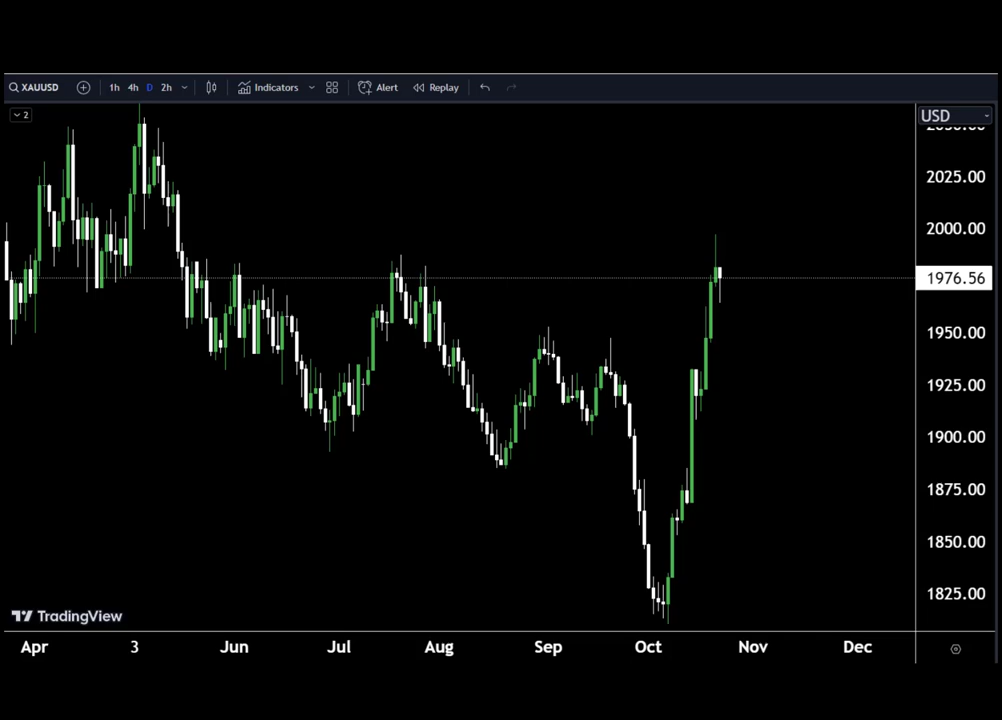 XAUUSD 1h 4h D 2h Indicators Alert Replay
2 USD
2025.00
2000.00
1976.56
1950.00
1925.00
1900.00
1875.00
1850.00
1825.00
TradingView
Apr 3 Jun Jul Aug Sep Oct Nov Dec